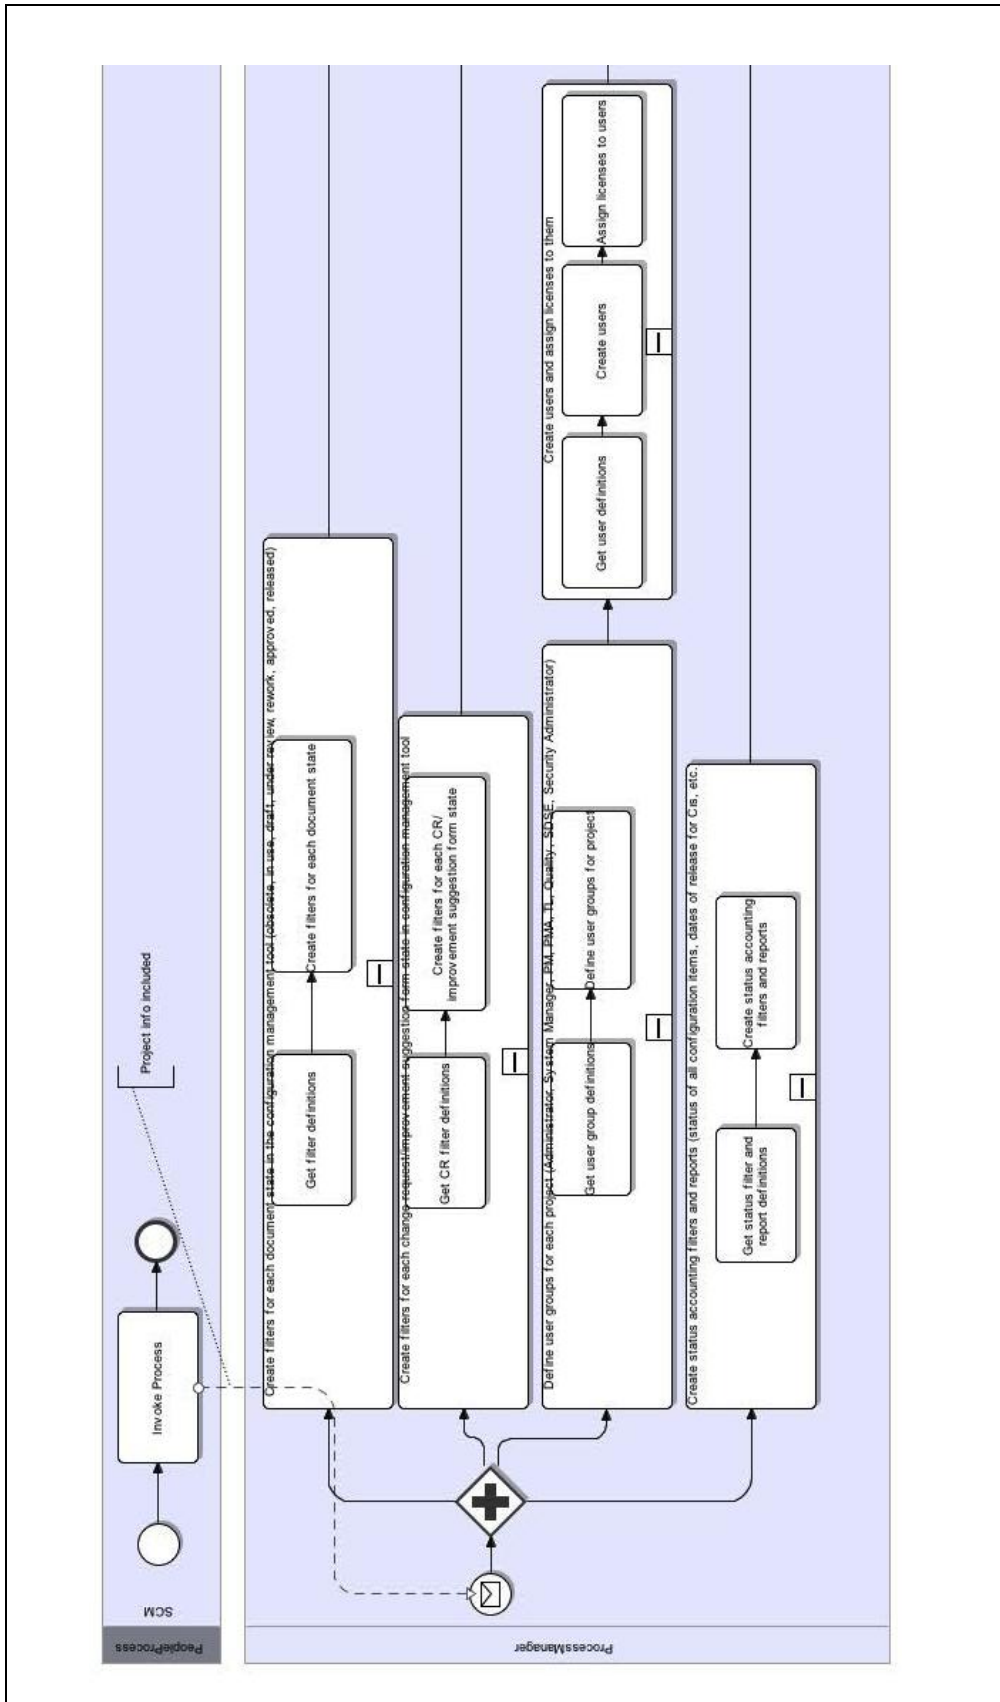 PeopleProcess
SCM
Invoke Process
Project info included
ProcessManager
Create filters for each document state in the configuration management tool (obsolete, in use, draft, under review, rework, approved, released)
Get filter definitions
Create filters for each document state
Create filters for each change request/improvement suggestion form state in configuration management tool
Get CR filter definitions
Create filters for each CR/
improvement suggestion form state
Define user groups for each project (Administrator, System Manager, PM, PMA, TL, Quality, SDSE, Security Administrator)
Get user group definitions
Define user groups for project
Create users and assign licenses to them
Get user definitions
Create users
Assign licenses to users
Create status accounting filters and reports (status of all configuration items, dates of release for CIs, etc.
Get status filter and
report definitions
Create status accounting
filters and reports